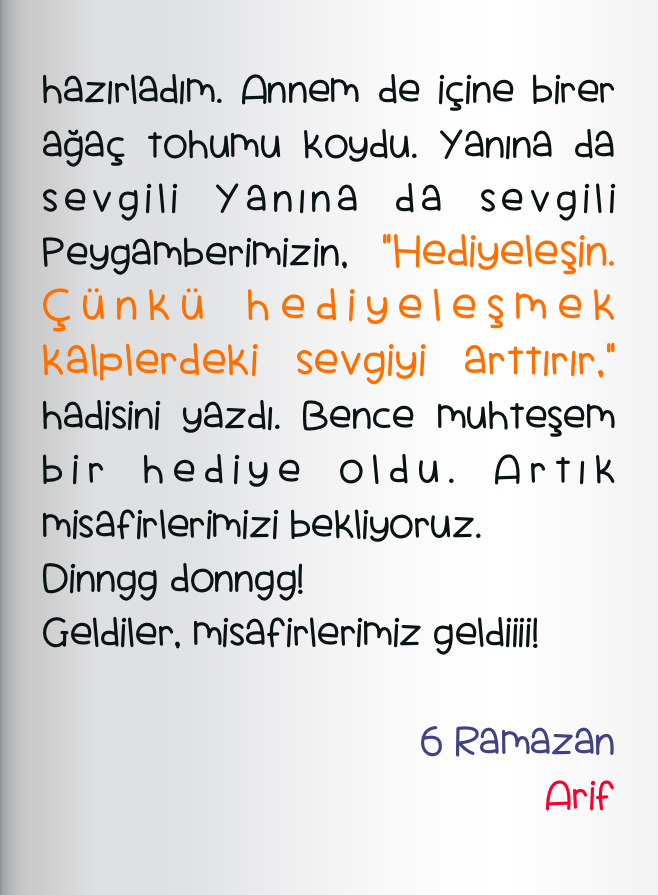 hazırladım. Annem de içine birer
ağaç tohumu koydu. Yanına da
sevgili Yanına da sevgili
Peygamberimizin, "Hediyeleşin.
Çünkü hediyeleşmek
kalplerdeki sevgiyi arttırır,"
hadisini yazdı. Bence muhteşem
bir hediye oldu. Artık
misafirlerimizi bekliyoruz.
Dinngg donngg!
Geldiler, misafirlerimiz geldiiii!
6 Ramazan
Arif